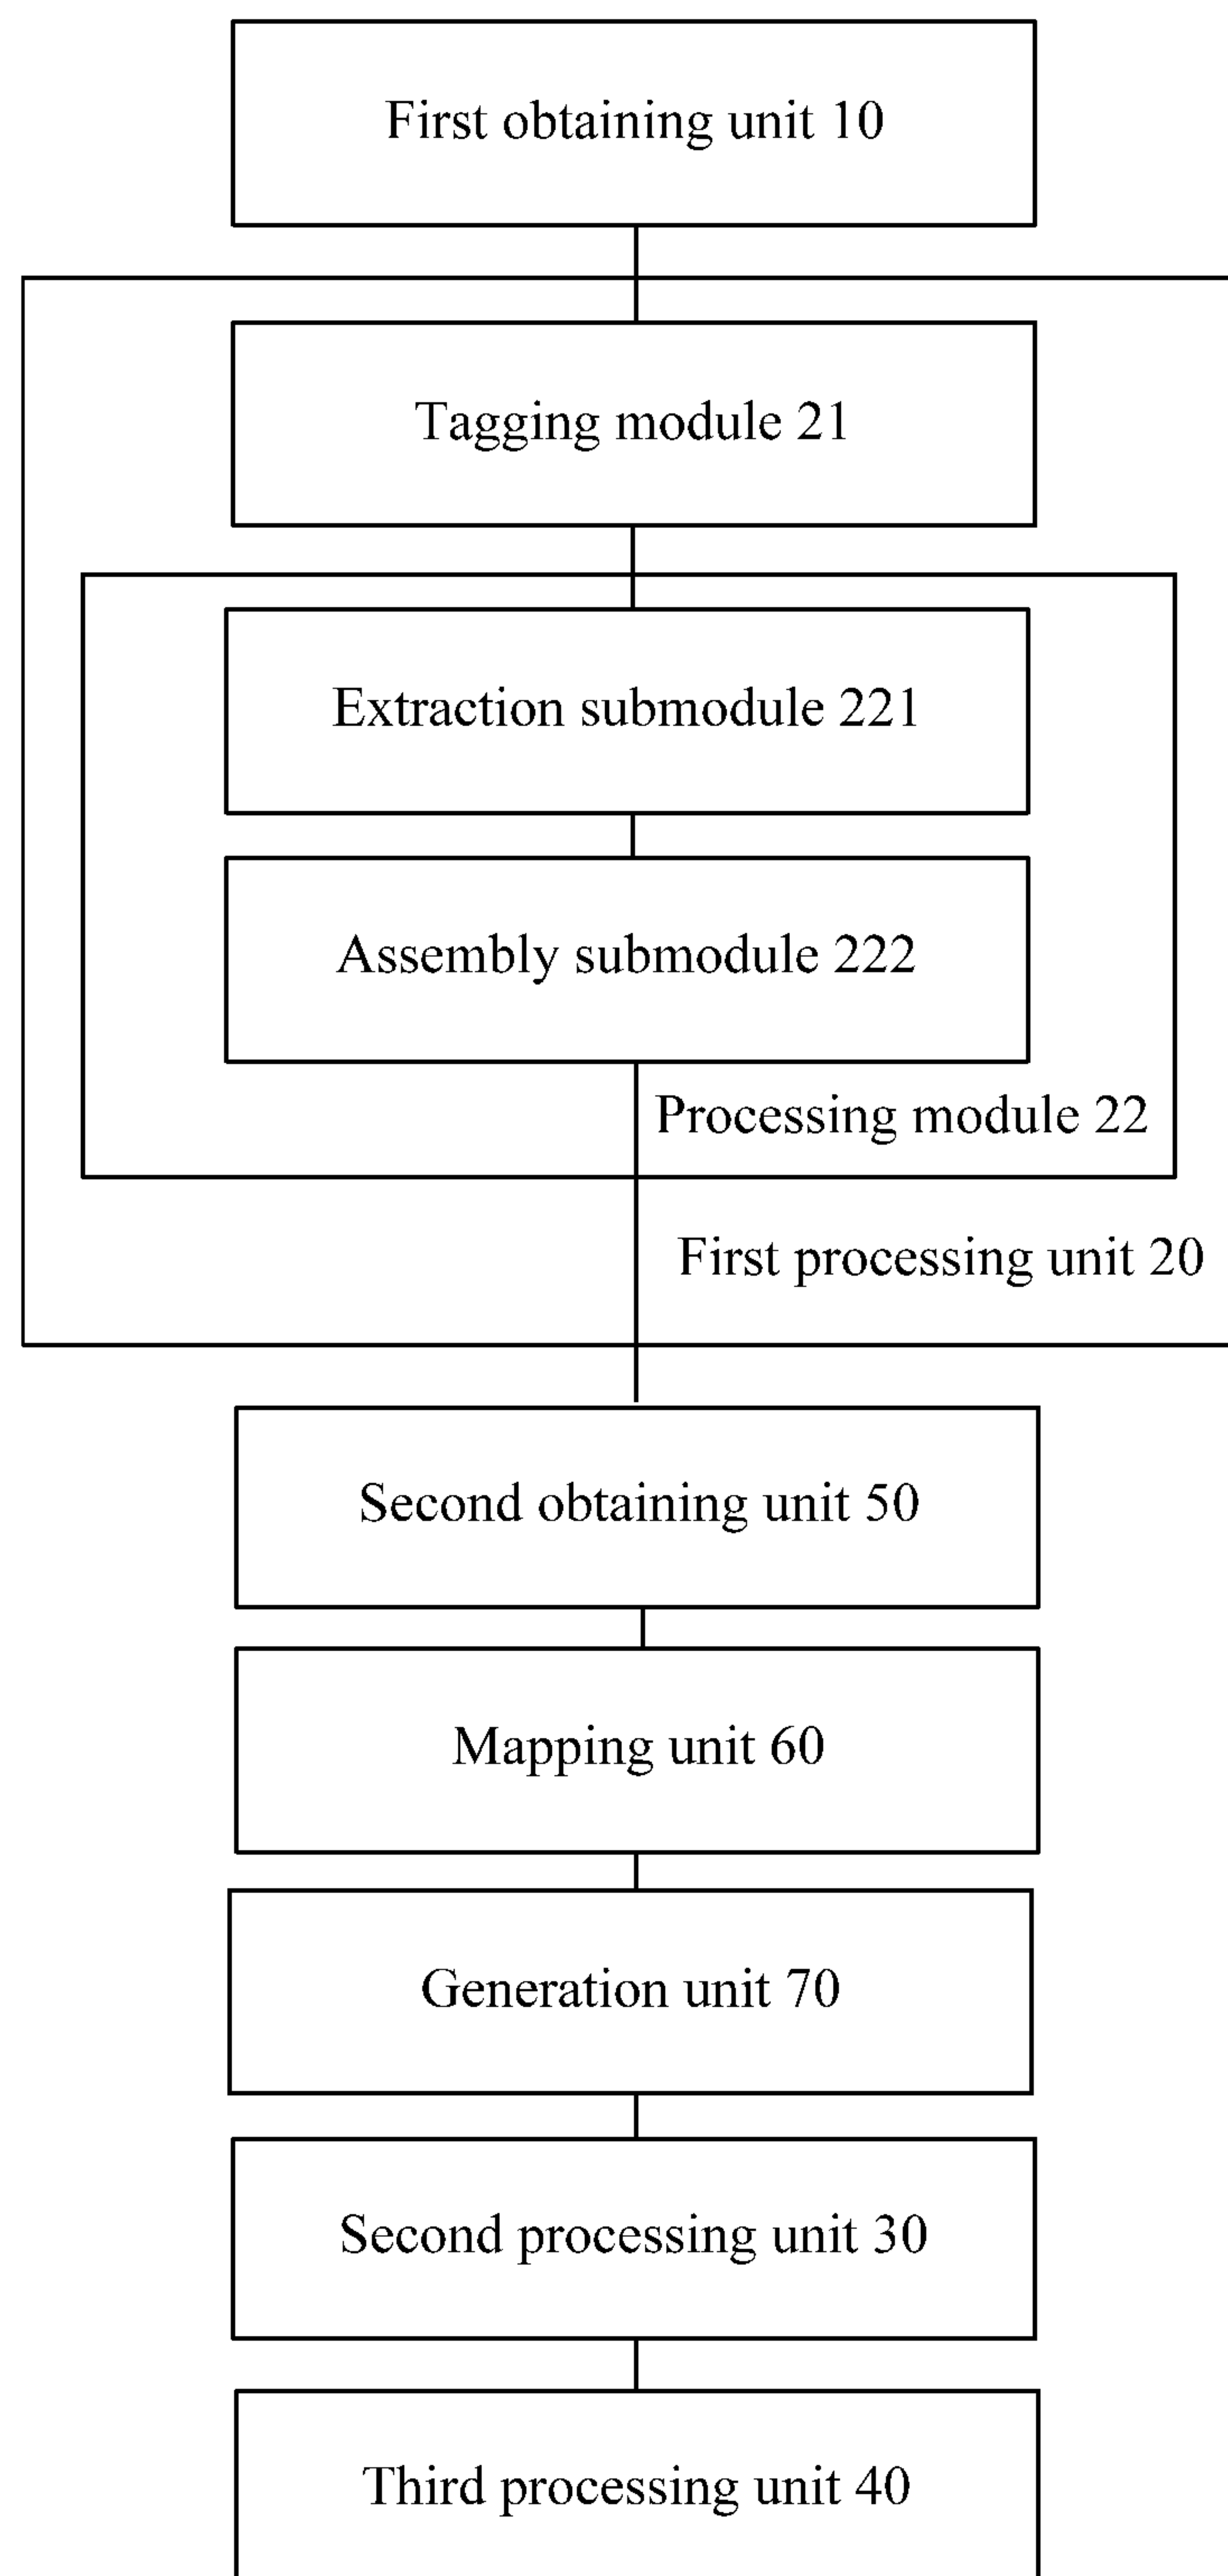 First obtaining unit 10
Tagging module 21
Extraction submodule 221
Assembly submodule 222
Processing module 22
First processing unit 20
Second obtaining unit 50
Mapping unit 60
Generation unit 70
Second processing unit 30
Third processing unit 40